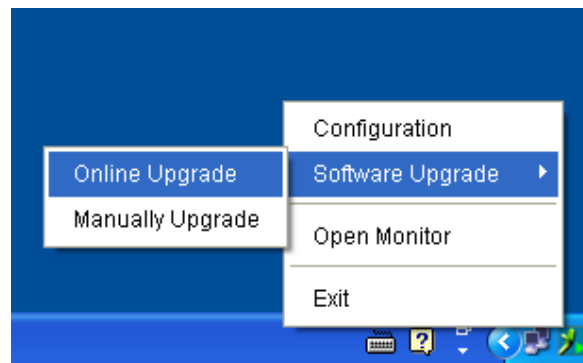 Configuration
Software Upgrade
Online Upgrade
Manually Upgrade
Open Monitor
Exit